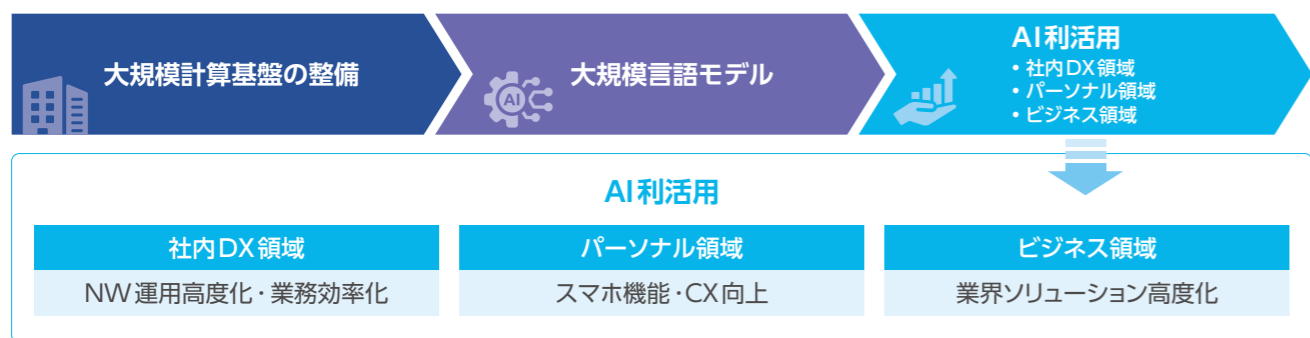 大規模計算基盤の整備
AI
大規模言語モデル
AI利活用
• 社内DX領域
• パーソナル領域
• ビジネス領域
AI利活用
社内DX領域
NW運用高度化・業務効率化
パーソナル領域
スマホ機能・CX向上
ビジネス領域
業界ソリューション高度化